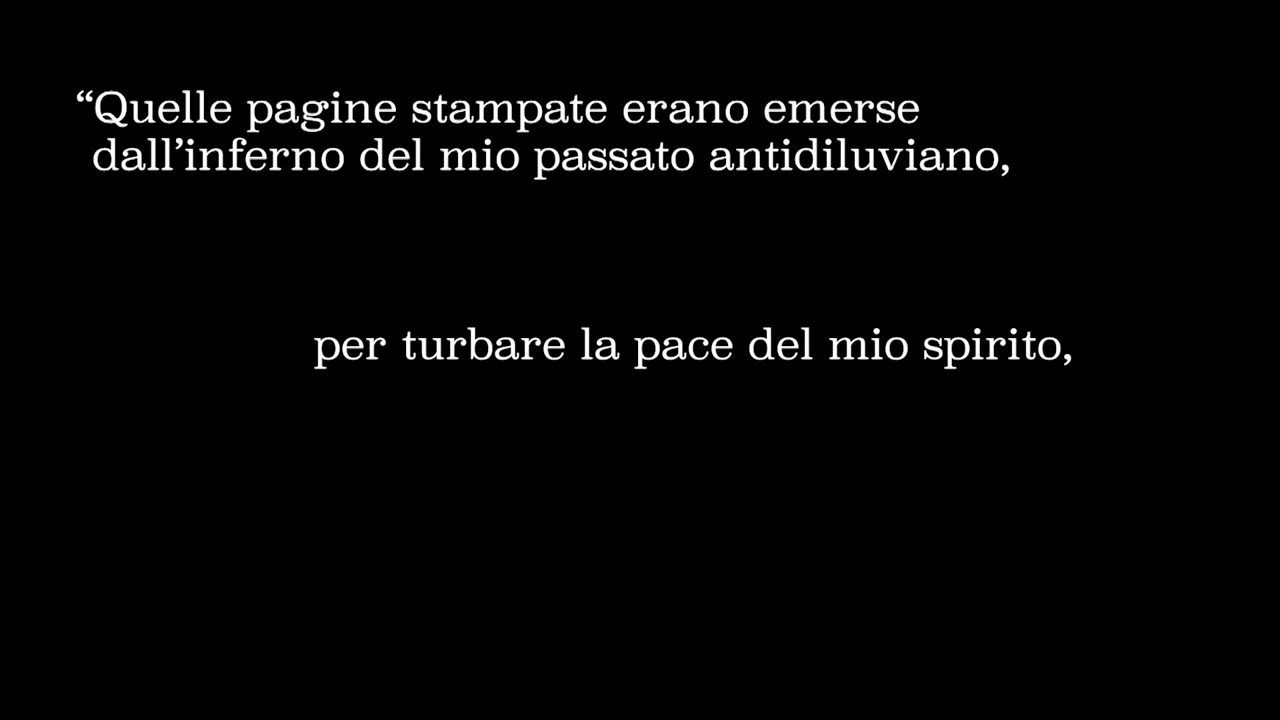 “Quelle pagine stampate erano emerse
dall’inferno del mio passato antidiluviano,
per turbare la pace del mio spirito,